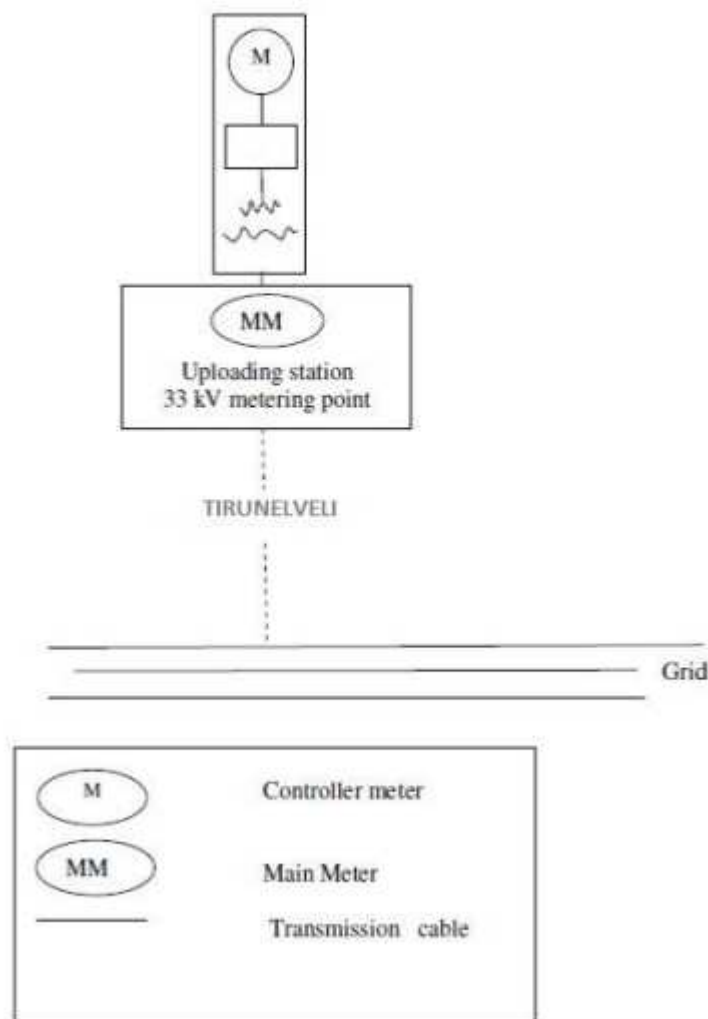 M
MM
Uploading station
33 kV metering point
TIRUNELVELI
Grid
M
Controller meter
MM
Main Meter
Transmission cable